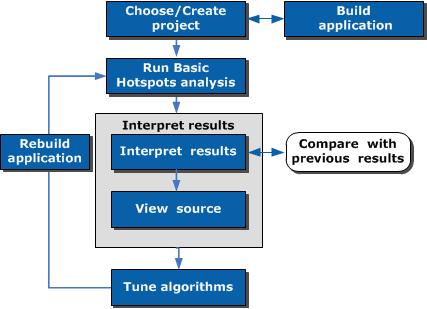 Choose/Create
project
Build
application
Run Basic
Hotspots analysis
Interpret results
Interpret results
Rebuild
application
Compare with
previous results
View source
Tune algorithms